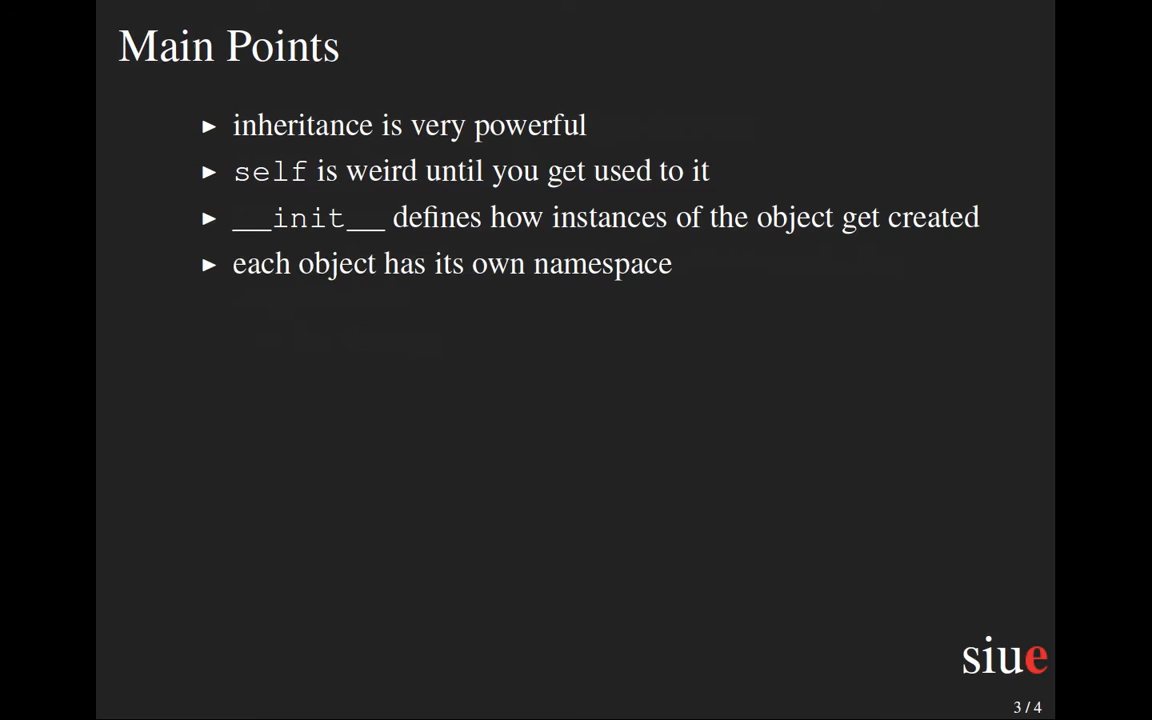 Main Points
▶ inheritance is very powerful
▶ self is weird until you get used to it
▶ __init__ defines how instances of the object get created
▶ each object has its own namespace
siue
3 / 4